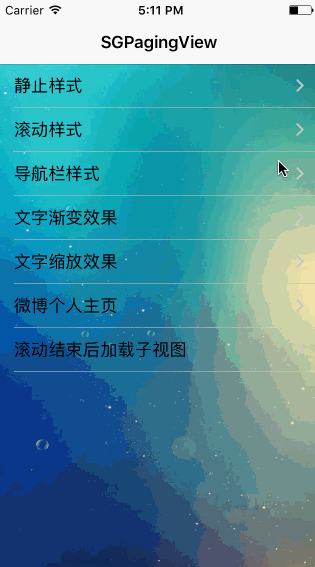 Carrier 5:11 PM
SGPagingView
静止样式
滚动样式
导航栏样式
文字渐变效果
文字缩放效果
微博个人主页
滚动结束后加载子视图